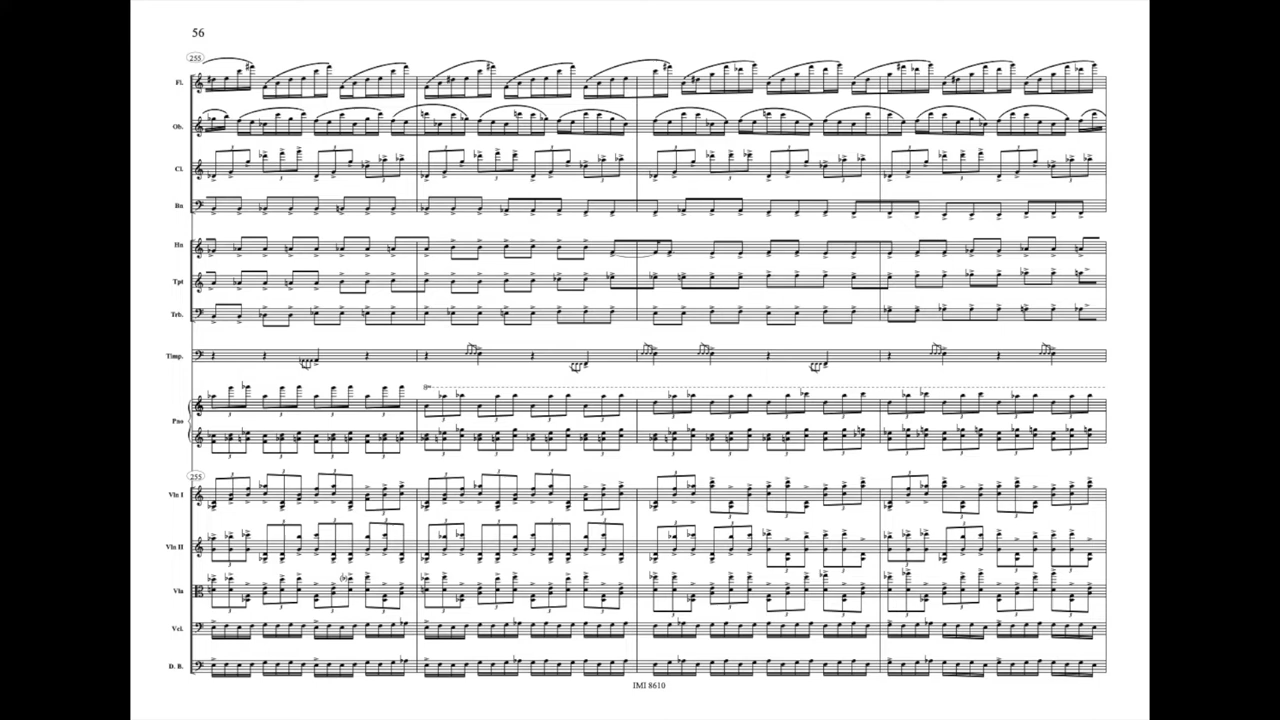 56
255
Fl.
Ob.
Cl.
Bn
Hn
Tpt
Trb.
Timp.
8va
Pno
255
Vln I
Vln II
Vla
Vcl.
D. B.
IMI 8610